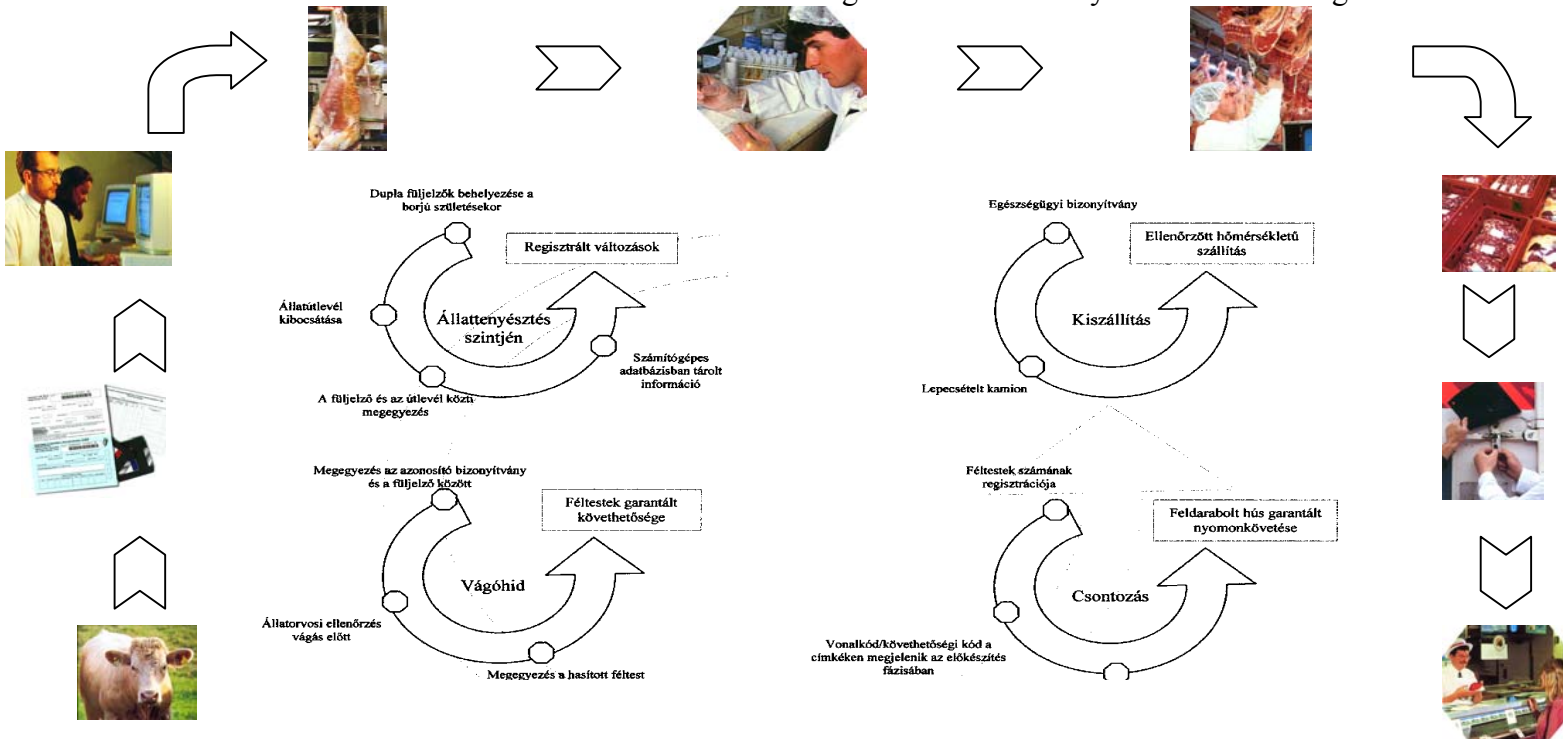 Dupla füljelzők behelyezése a
borjú születésekor
Regisztrált változások
Állatútlevél
kibocsátása
Állattenyésztés
szintjén
Számítógépes
adatbázisban tárolt
információ
A füljelző és az útlevél közti
megegyezés
Egészségügyi bizonyítvány
Ellenőrzött hőmérsékletű
szállítás
Kiszállítás
Lepecsételt kamion
Megegyezés az azonosító bizonyítvány
és a füljelző között
Féltestek garantált
követhetősége
Vágóhid
Állatorvosi ellenőrzés
vágás előtt
Megegyezés a hasított féltest
Féltestek számának
regisztrációja
Feldarabolt hús garantált
nyomonkövetése
Csontozás
Vonalkód/követhetőségi kód a
címkéken megjelenik az előkészítés
fázisában